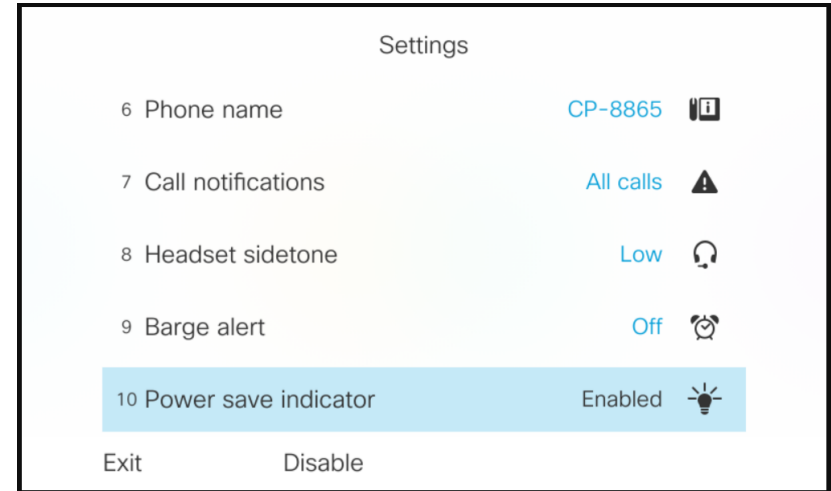 Settings
6 Phone name CP-8865
7 Call notifications All calls
8 Headset sidetone Low
9 Barge alert Off
10 Power save indicator Enabled
Exit Disable